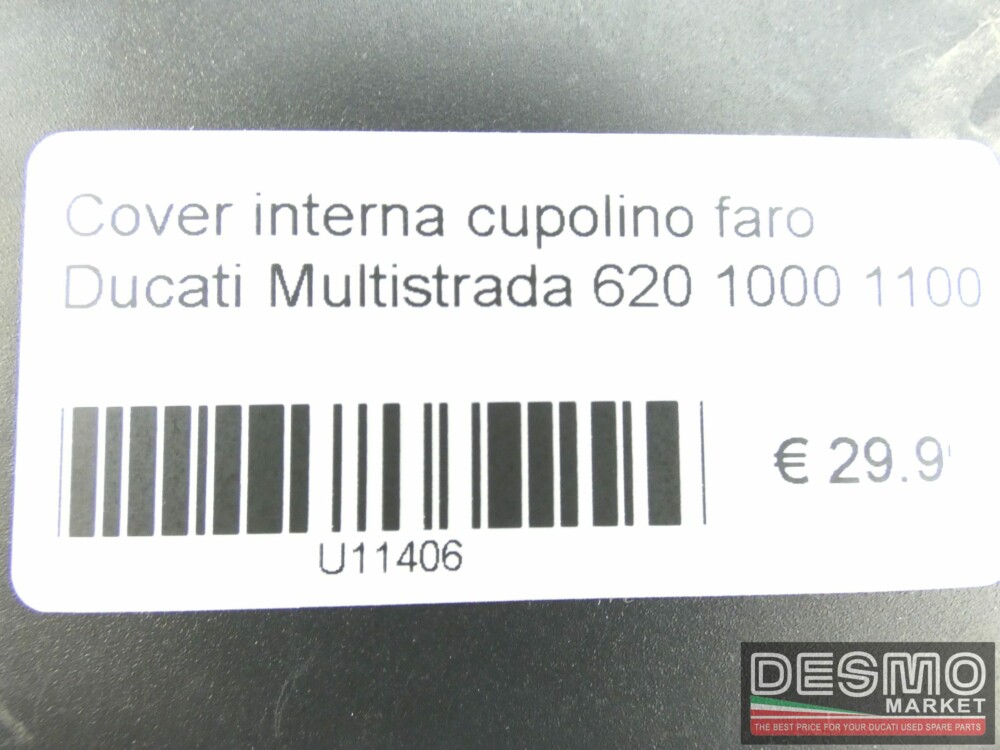 Cover interna cupolino faro
Ducati Multistrada 620 1000 1100
€ 29.9
U11406
DESMO
MARKET
THE BEST PRICE FOR YOUR DUCATI USED SPARE PARTS